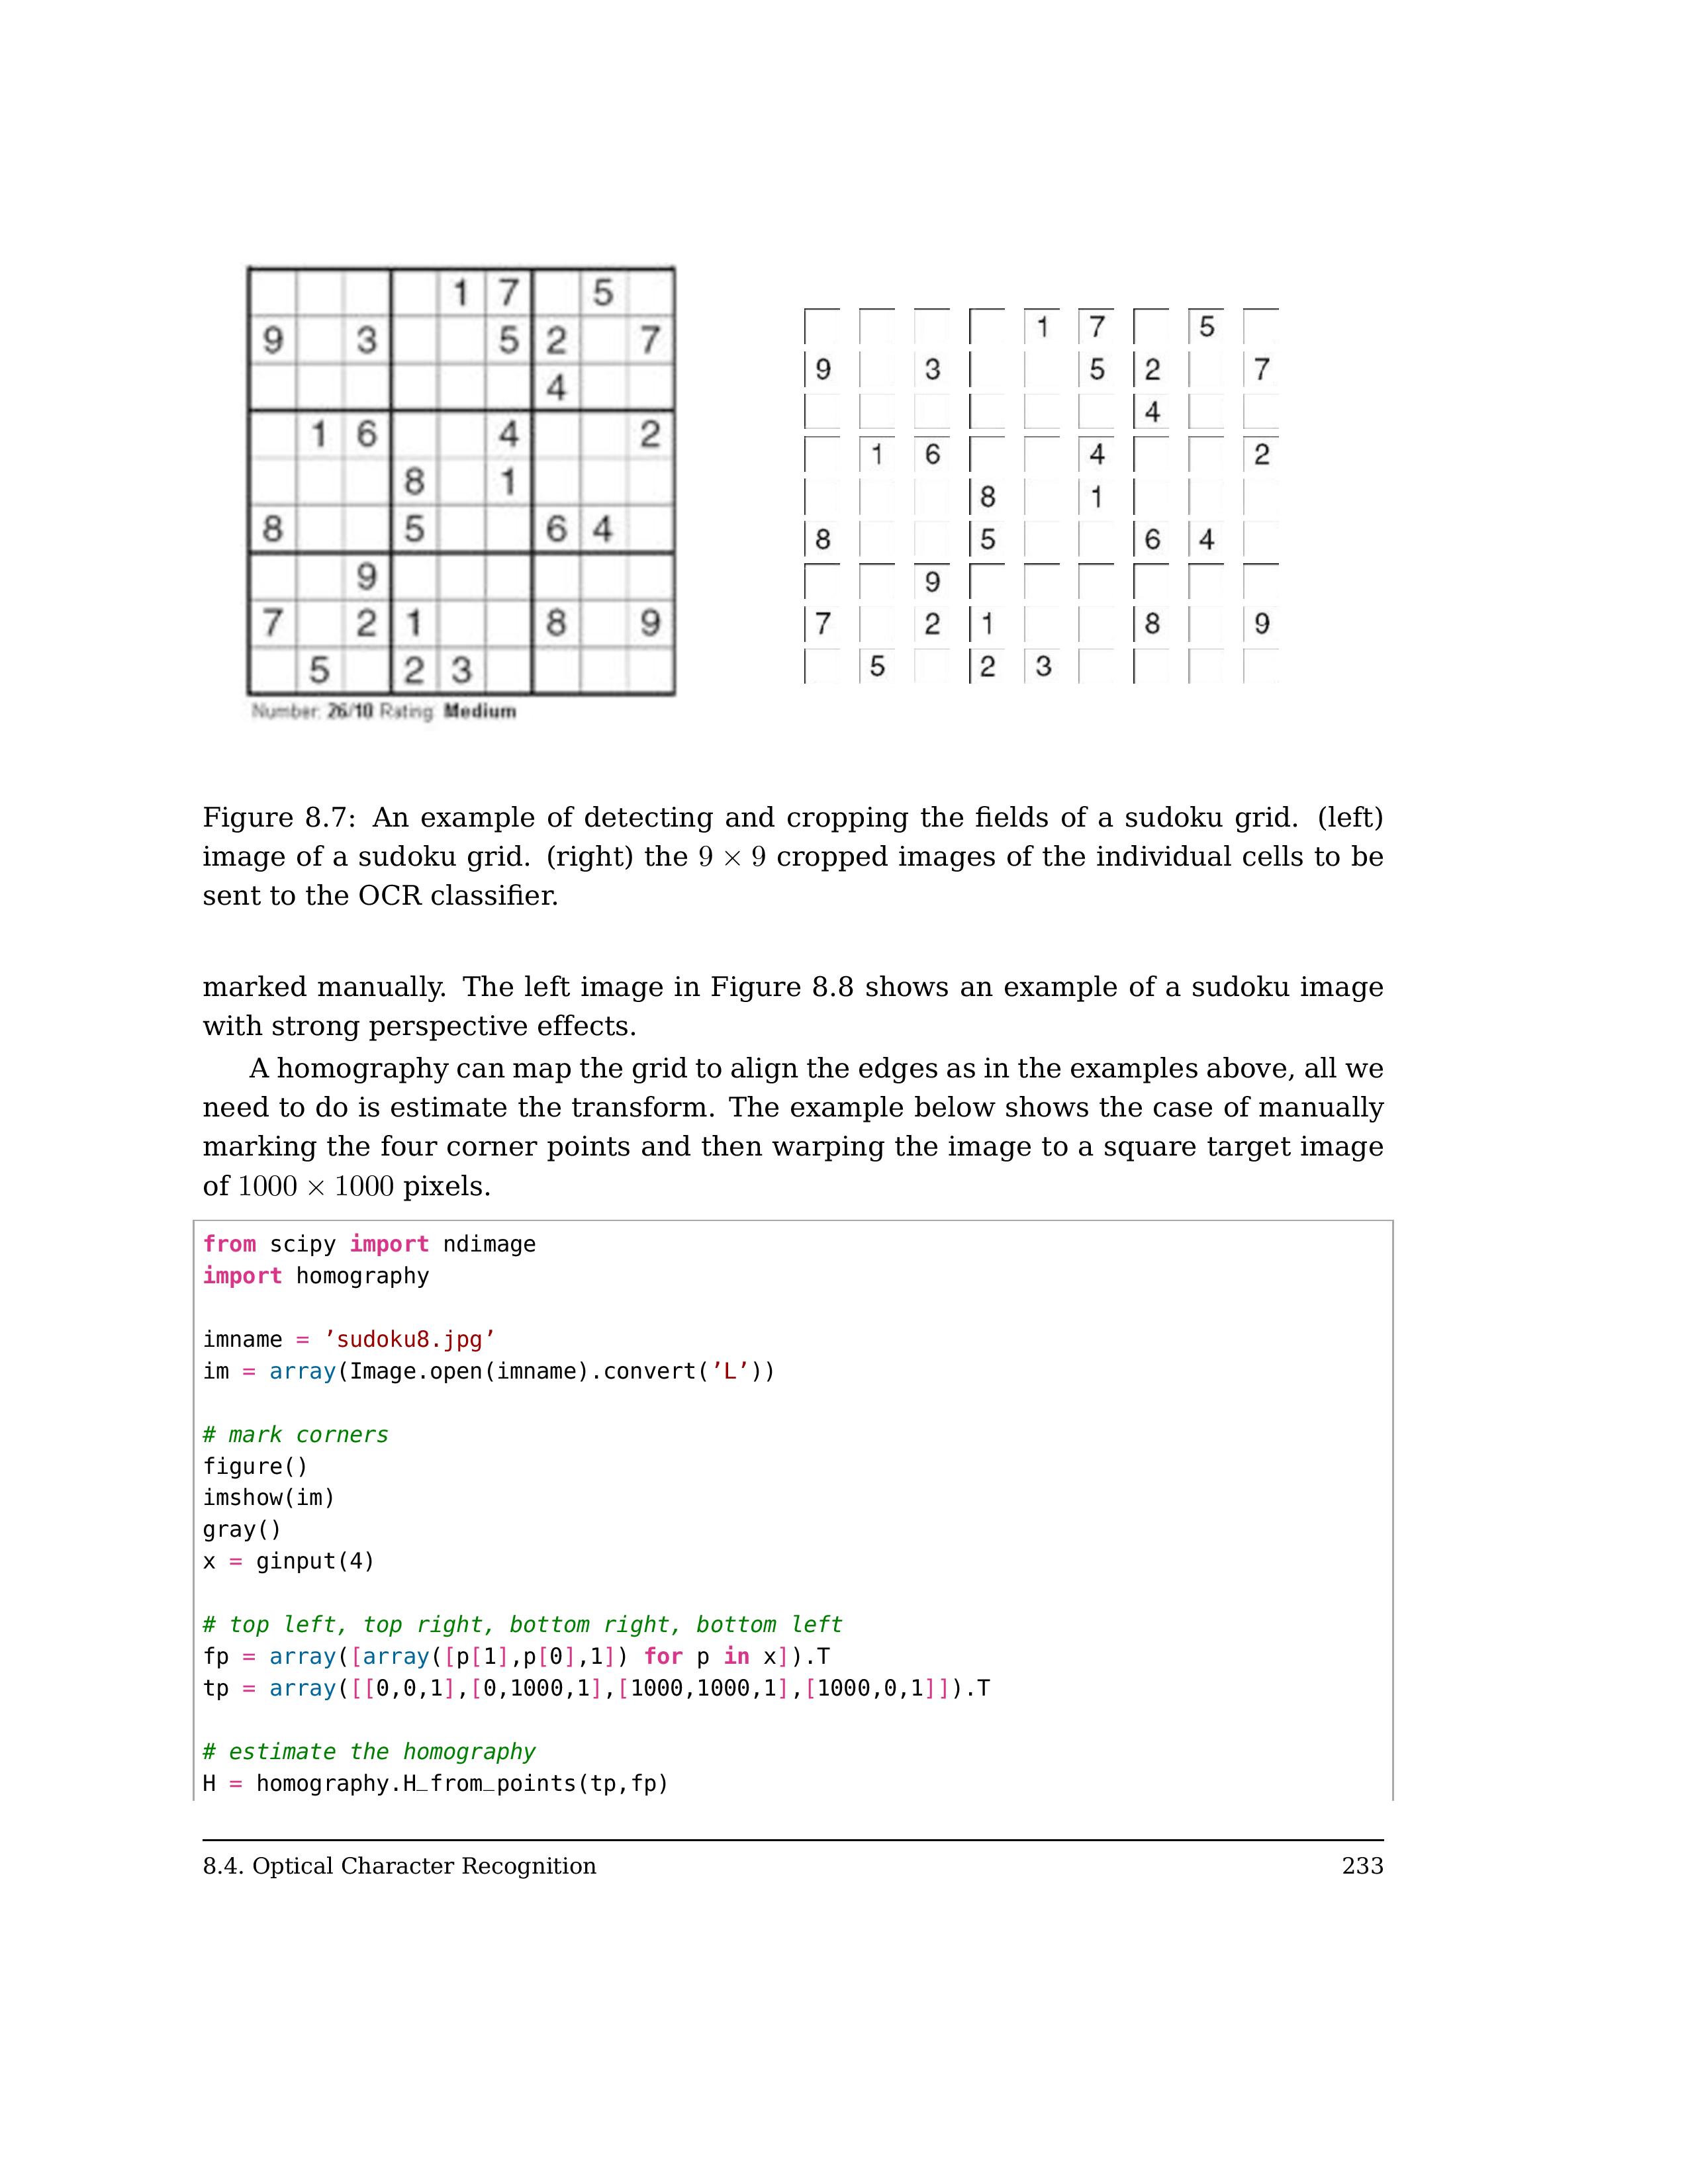 1 7 5
9 3 5 2 7
4
1 6 4 2
8 1
8 5 6 4
9
7 2 1 8 9
5 2 3
Number: 26/10 Rating: Medium
1 7 5
9 3 5 2 7
4
1 6 4 2
8 1
8 5 6 4
9
7 2 1 8 9
5 2 3
Figure 8.7: An example of detecting and cropping the fields of a sudoku grid. (left)
image of a sudoku grid. (right) the 9 × 9 cropped images of the individual cells to be
sent to the OCR classifier.
marked manually. The left image in Figure 8.8 shows an example of a sudoku image
with strong perspective effects.
A homography can map the grid to align the edges as in the examples above, all we
need to do is estimate the transform. The example below shows the case of manually
marking the four corner points and then warping the image to a square target image
of 1000 × 1000 pixels.
from scipy import ndimage
import homography
imname = ’sudoku8.jpg’
im = array(Image.open(imname).convert(’L’))
# mark corners
figure()
imshow(im)
gray()
x = ginput(4)
# top left, top right, bottom right, bottom left
fp = array([array([p[1],p[0],1]) for p in x]).T
tp = array([[0,0,1],[0,1000,1],[1000,1000,1],[1000,0,1]]).T
# estimate the homography
H = homography.H_from_points(tp,fp)
8.4. Optical Character Recognition 233